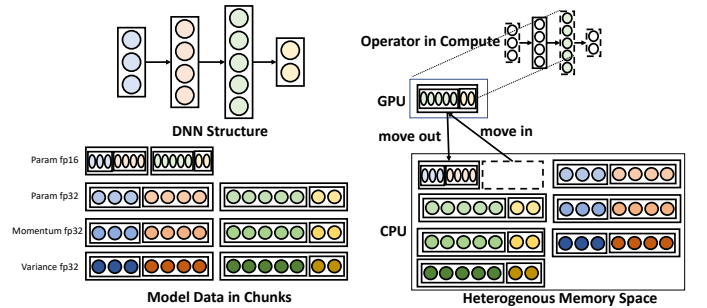 DNN Structure
Param fp16
Param fp32
Momentum fp32
Variance fp32
Model Data in Chunks
Operator in Compute
GPU
move out
move in
CPU
Heterogenous Memory Space